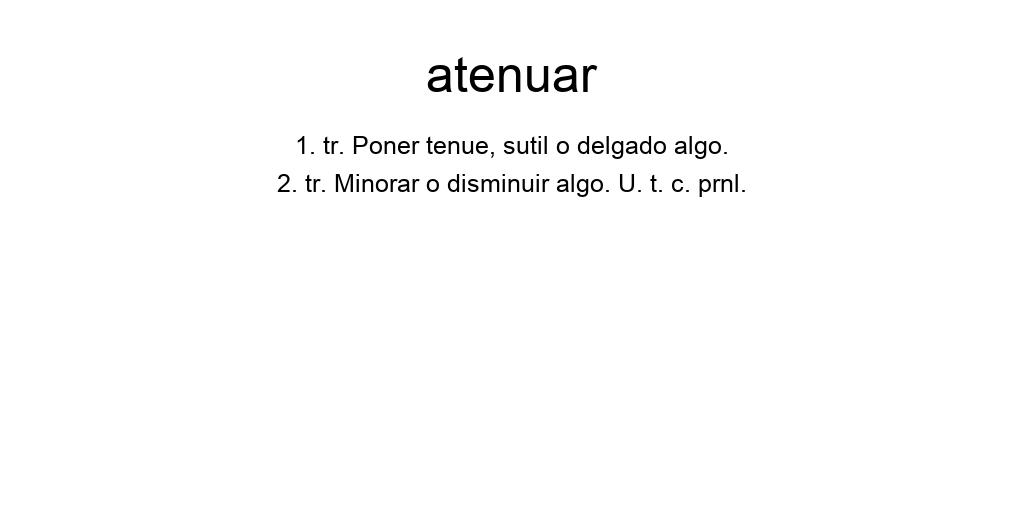 atenuar
1. tr. Poner tenue, sutil o delgado algo.
2. tr. Minorar o disminuir algo. U. t. c. prnl.